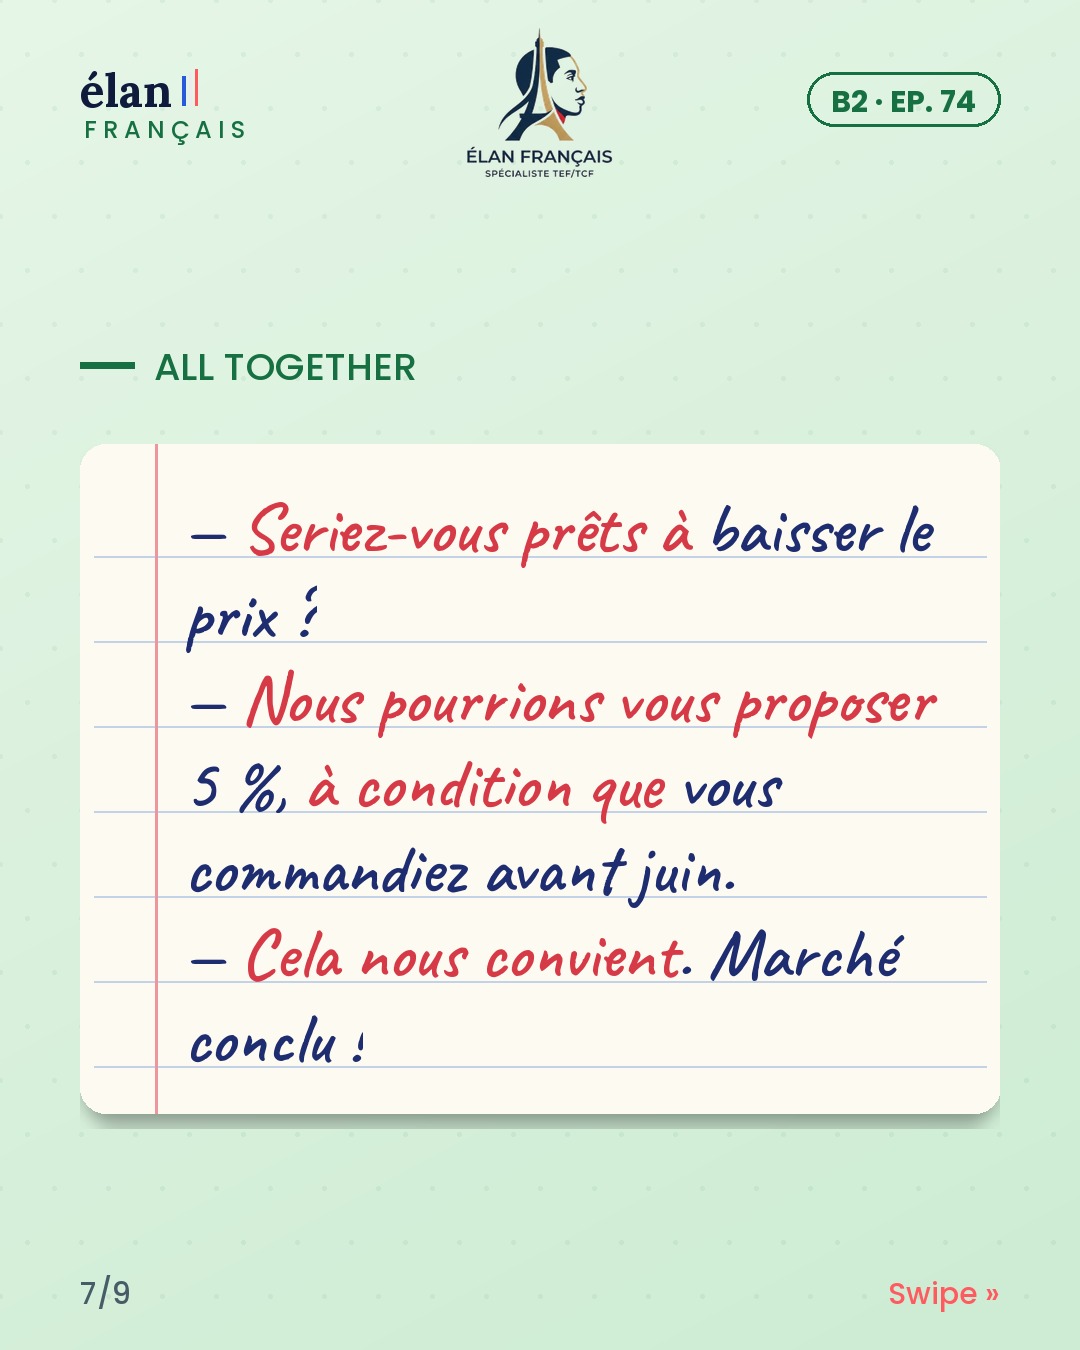 élan
FRANÇAIS
ÉLAN FRANÇAIS
SPÉCIALISTE TEF/TCF
B2 · EP. 74
ALL TOGETHER
– Seriez-vous prêts à baisser le
prix ?
– Nous pourrions vous proposer
5 %, à condition que vous
commandiez avant juin.
– Cela nous convient. Marché
conclu !
7/9
Swipe »